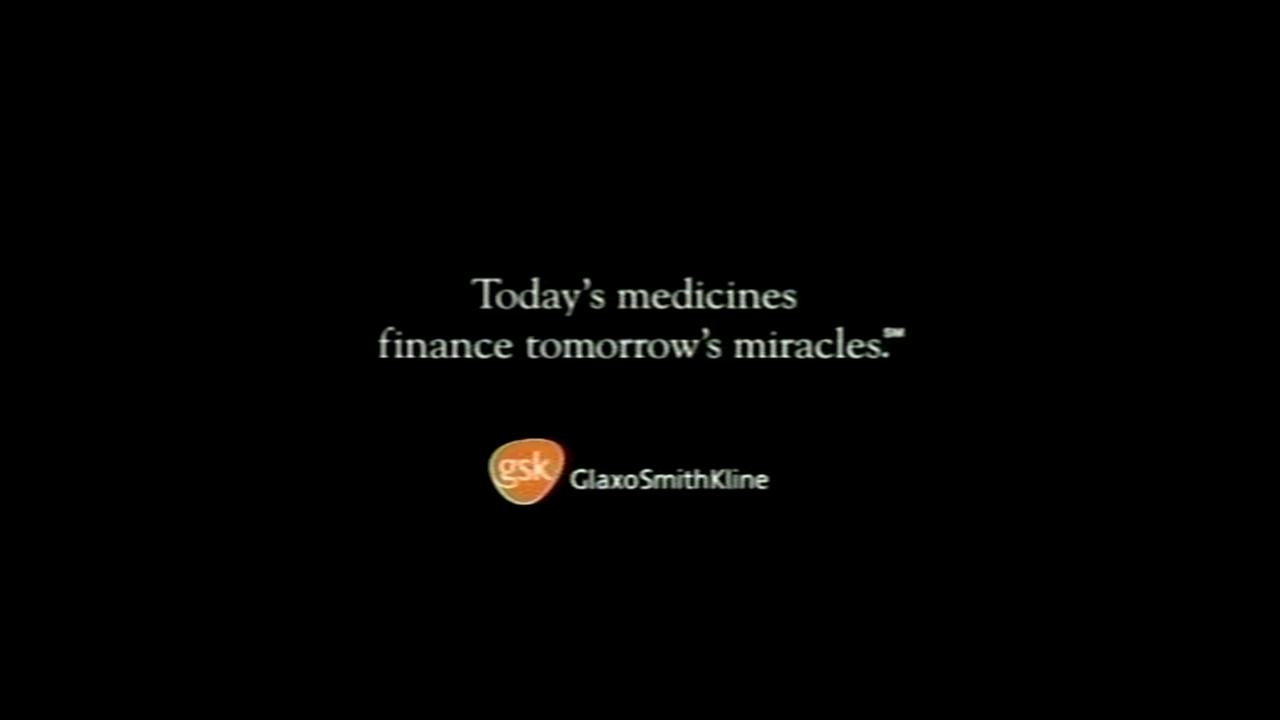 Today's medicines
finance tomorrow's miracles.℠
gsk GlaxoSmithKline